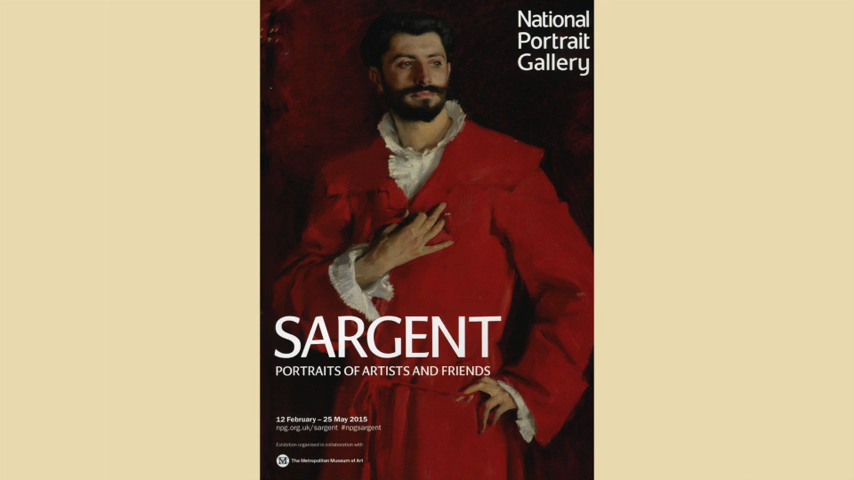 National
Portrait
Gallery
SARGENT
PORTRAITS OF ARTISTS AND FRIENDS
12 February – 25 May 2015
npg.org.uk/sargent #npgsargent
Exhibition organised in collaboration with
The Metropolitan Museum of Art